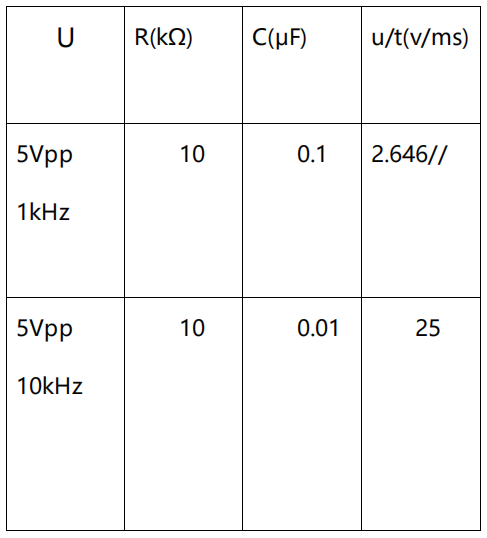 U R(kΩ) C(μF) u/t(v/ms)
5Vpp 10 0.1 2.646//
1kHz
5Vpp 10 0.01 25
10kHz